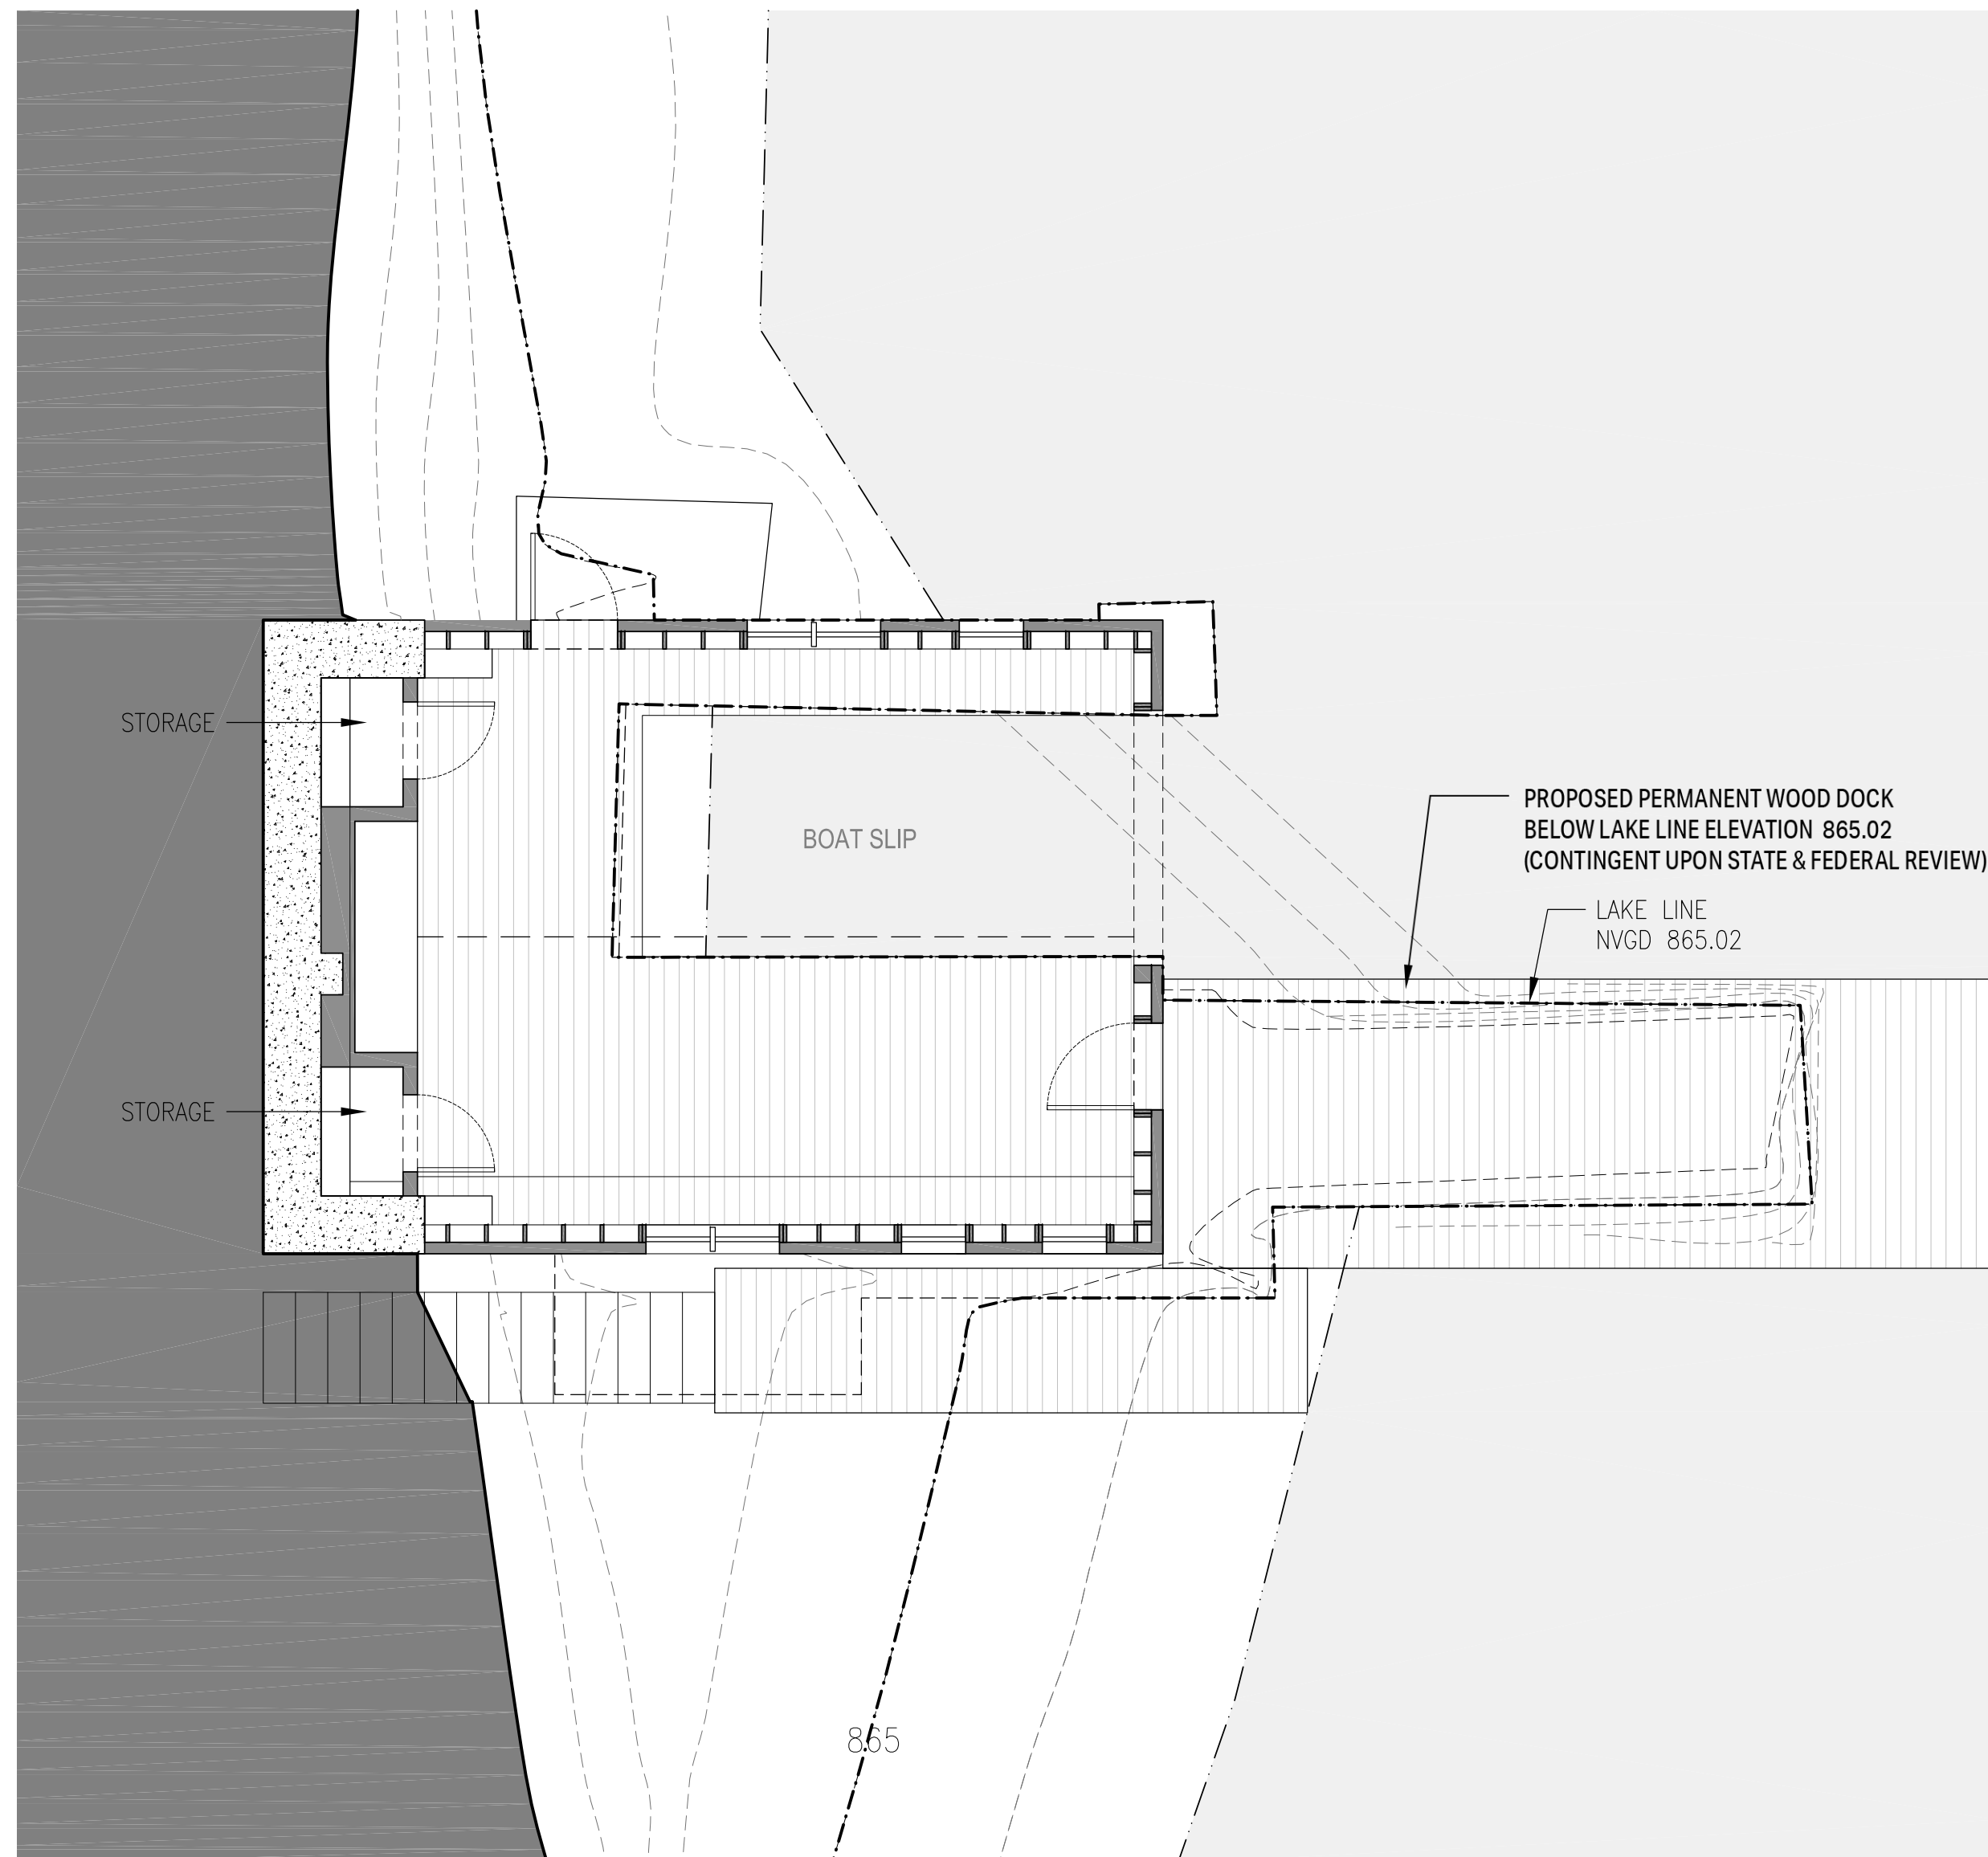 STORAGE
BOAT SLIP
PROPOSED PERMANENT WOOD DOCK
BELOW LAKE LINE ELEVATION 865.02
(CONTINGENT UPON STATE & FEDERAL REVIEW)
LAKE LINE
NVGD 865.02
STORAGE
865